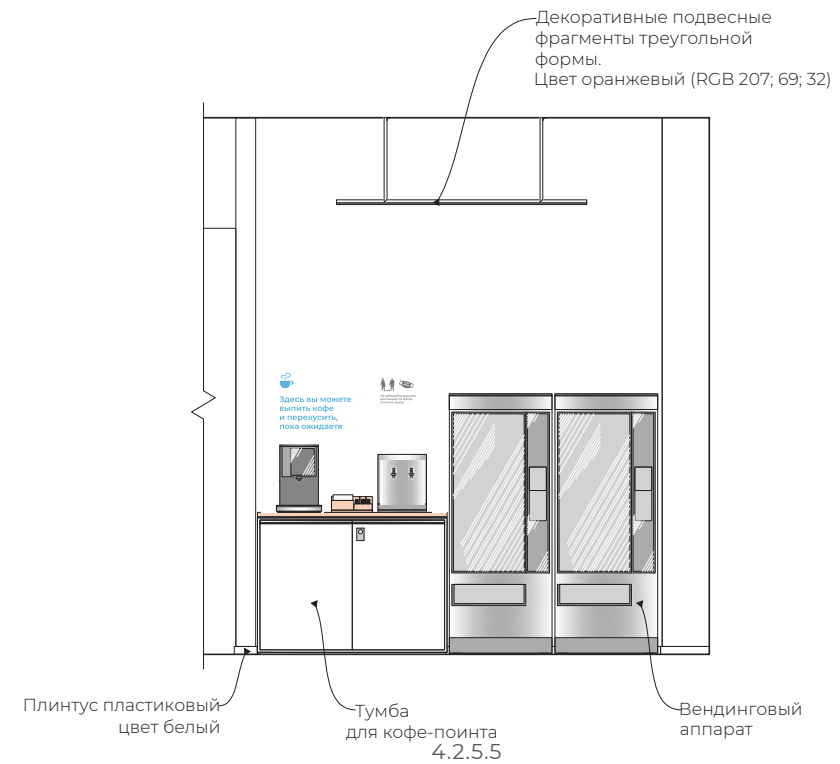 Декоративные подвесные
фрагменты треугольной
формы.
Цвет оранжевый (RGB 207; 69; 32)
Здесь вы можете
выпить кофе
и перекусить,
пока ожидаете
Плинтус пластиковый
цвет белый
Тумба
для кофе-поинта
4.2.5.5
Вендинговый
аппарат